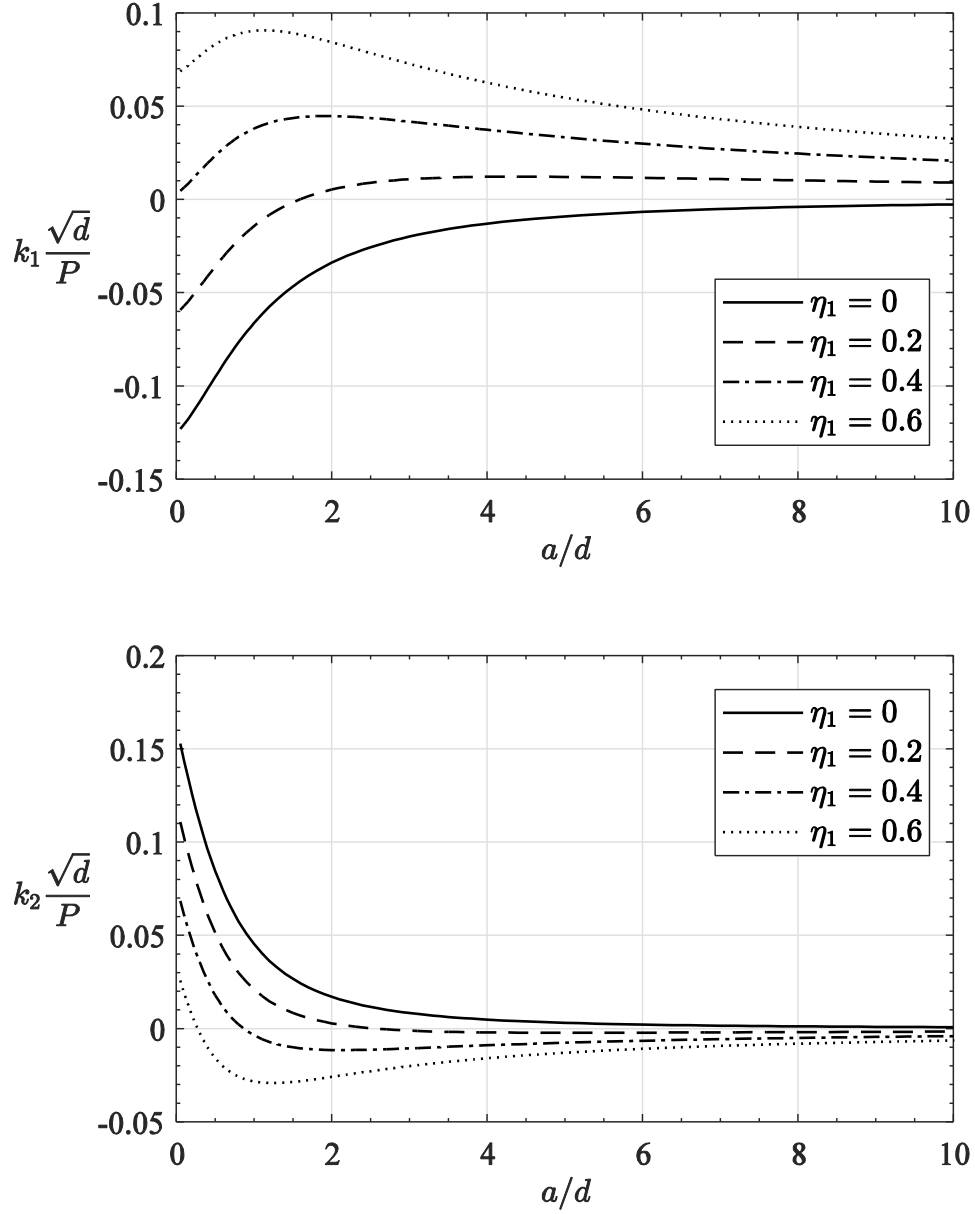 0.1
0.05
0
-0.05
-0.1
-0.15
k₁ √d/P
η₁ = 0
η₁ = 0.2
η₁ = 0.4
η₁ = 0.6
0 2 4 6 8 10
a/d
0.2
0.15
0.1
0.05
0
-0.05
k₂ √d/P
η₁ = 0
η₁ = 0.2
η₁ = 0.4
η₁ = 0.6
0 2 4 6 8 10
a/d